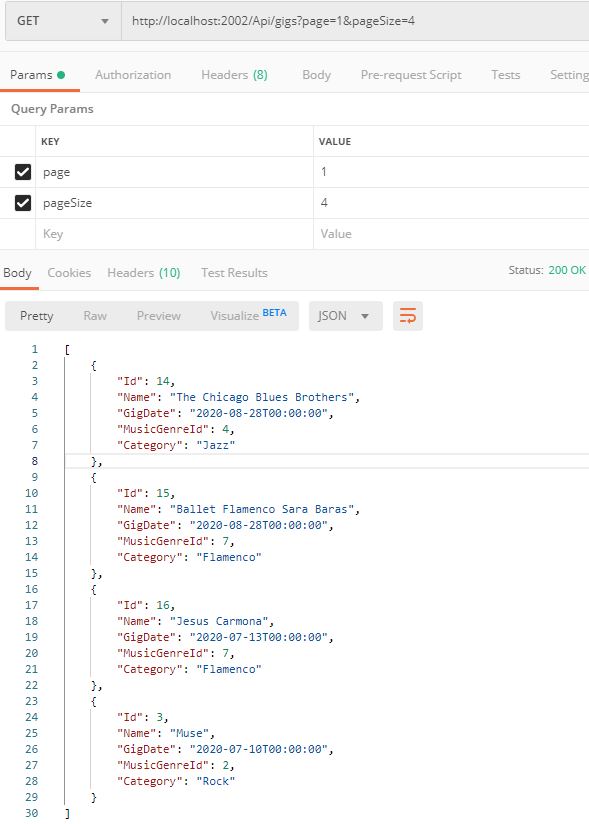 GET http://localhost:2002/Api/gigs?page=1&pageSize=4
Params Authorization Headers (8) Body Pre-request Script Tests Setting
Query Params
KEY VALUE
page 1
pageSize 4
Key Value
Body Cookies Headers (10) Test Results Status: 200 OK
Pretty Raw Preview Visualize BETA JSON
1 [
2 {
3 "Id": 14,
4 "Name": "The Chicago Blues Brothers",
5 "GigDate": "2020-08-28T00:00:00",
6 "MusicGenreId": 4,
7 "Category": "Jazz"
8 },
9 {
10 "Id": 15,
11 "Name": "Ballet Flamenco Sara Baras",
12 "GigDate": "2020-08-28T00:00:00",
13 "MusicGenreId": 7,
14 "Category": "Flamenco"
15 },
16 {
17 "Id": 16,
18 "Name": "Jesus Carmona",
19 "GigDate": "2020-07-13T00:00:00",
20 "MusicGenreId": 7,
21 "Category": "Flamenco"
22 },
23 {
24 "Id": 3,
25 "Name": "Muse",
26 "GigDate": "2020-07-10T00:00:00",
27 "MusicGenreId": 2,
28 "Category": "Rock"
29 }
30 ]